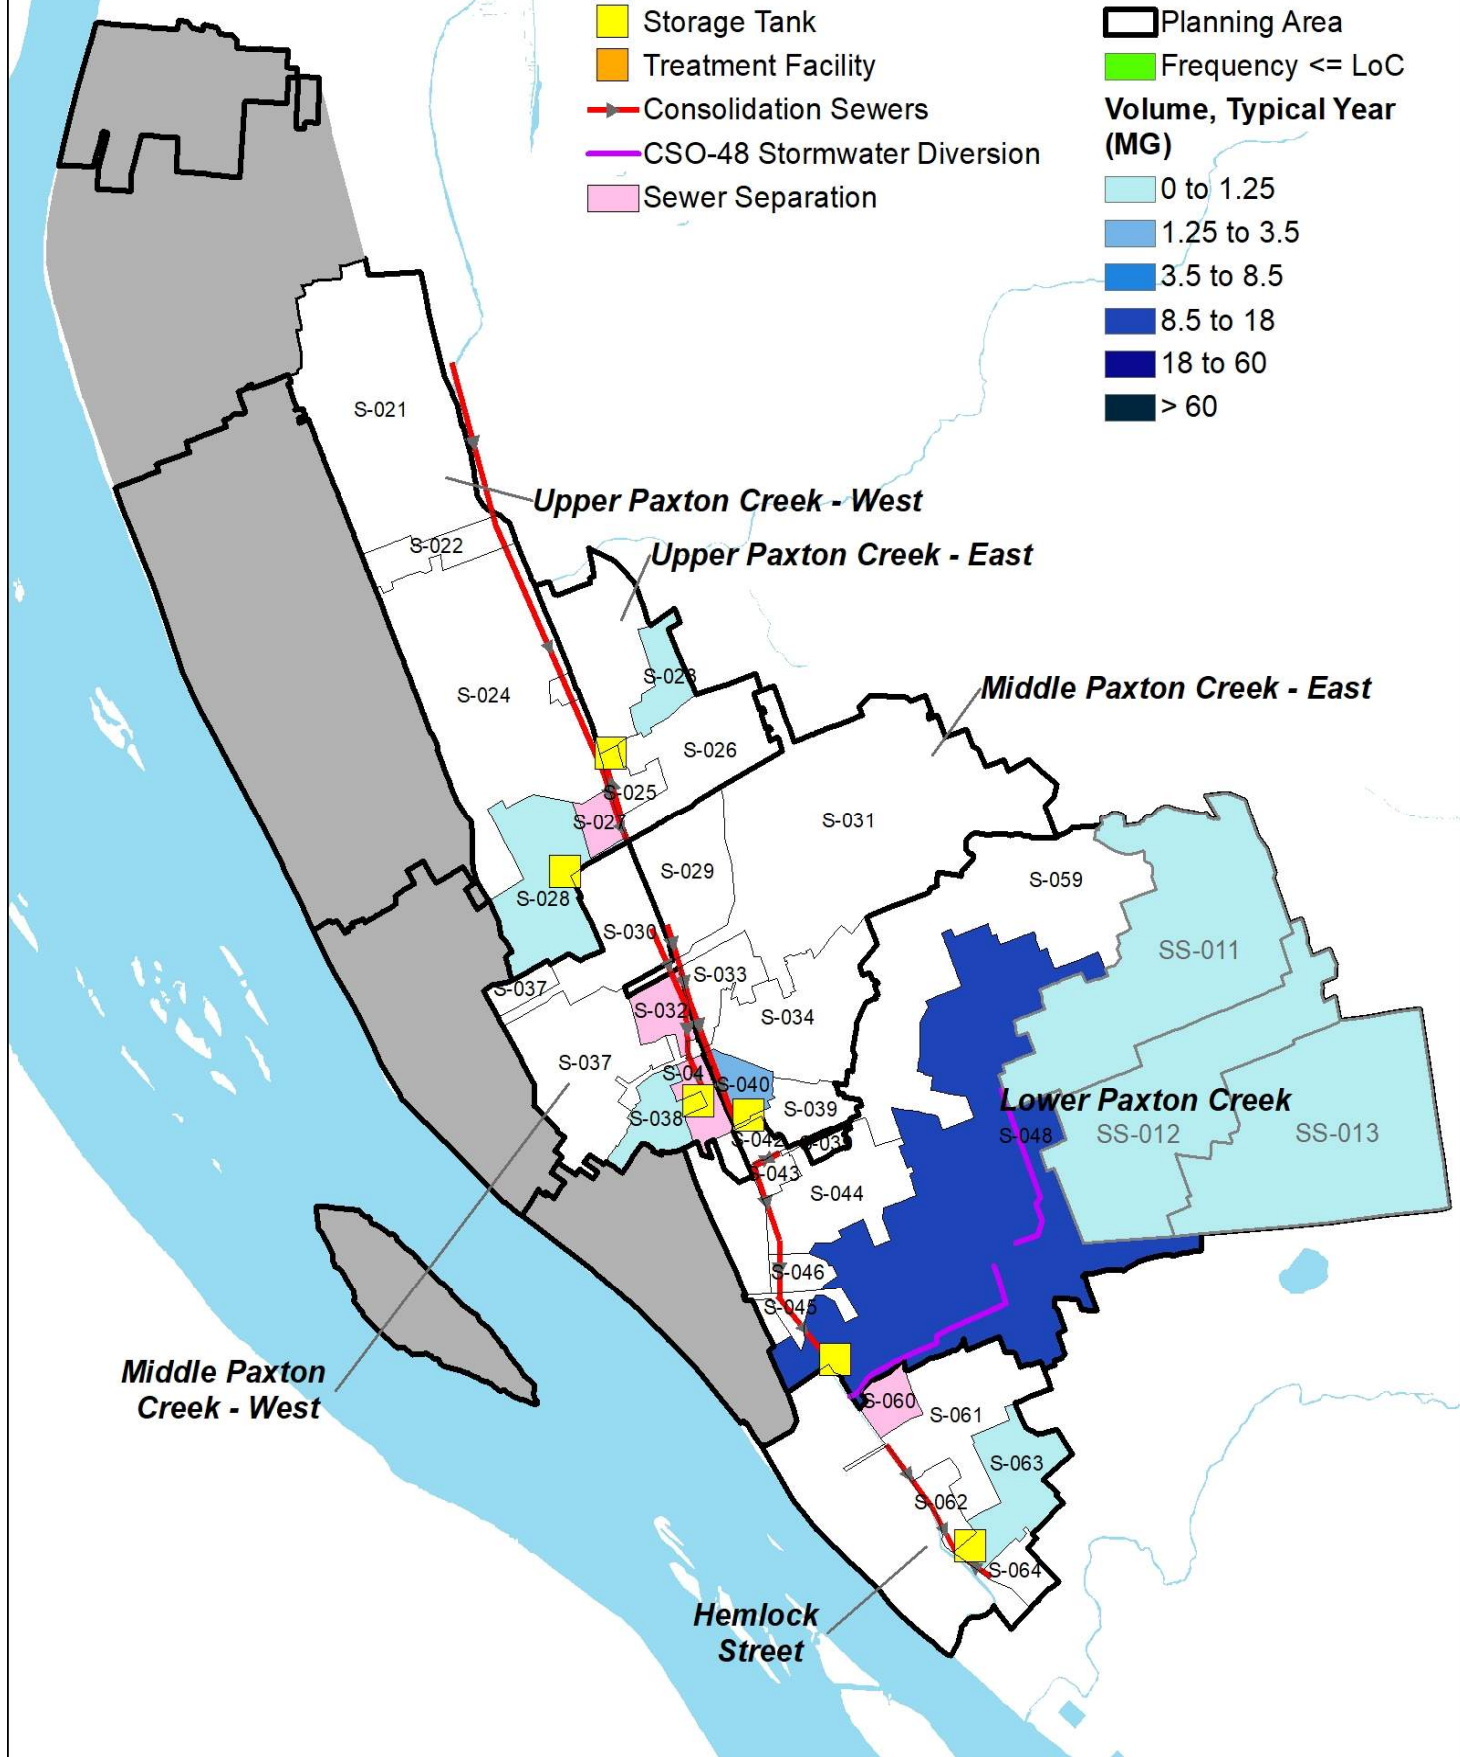 Storage Tank
Treatment Facility
Consolidation Sewers
CSO-48 Stormwater Diversion
Sewer Separation
Planning Area
Frequency <= LoC
Volume, Typical Year
(MG)
0 to 1.25
1.25 to 3.5
3.5 to 8.5
8.5 to 18
18 to 60
> 60
S-021
Upper Paxton Creek - West
S-022
Upper Paxton Creek - East
S-023
Middle Paxton Creek - East
S-024
S-026
S-025
S-027
S-031
S-029
S-059
S-028
S-030
SS-011
S-033
S-037
S-032
S-034
S-037
S-041
S-040
S-038
S-039
Lower Paxton Creek
S-048
SS-012
SS-013
S-042
S-043
S-044
S-046
S-045
Middle Paxton
Creek - West
S-060
S-061
S-063
S-062
S-064
Hemlock
Street